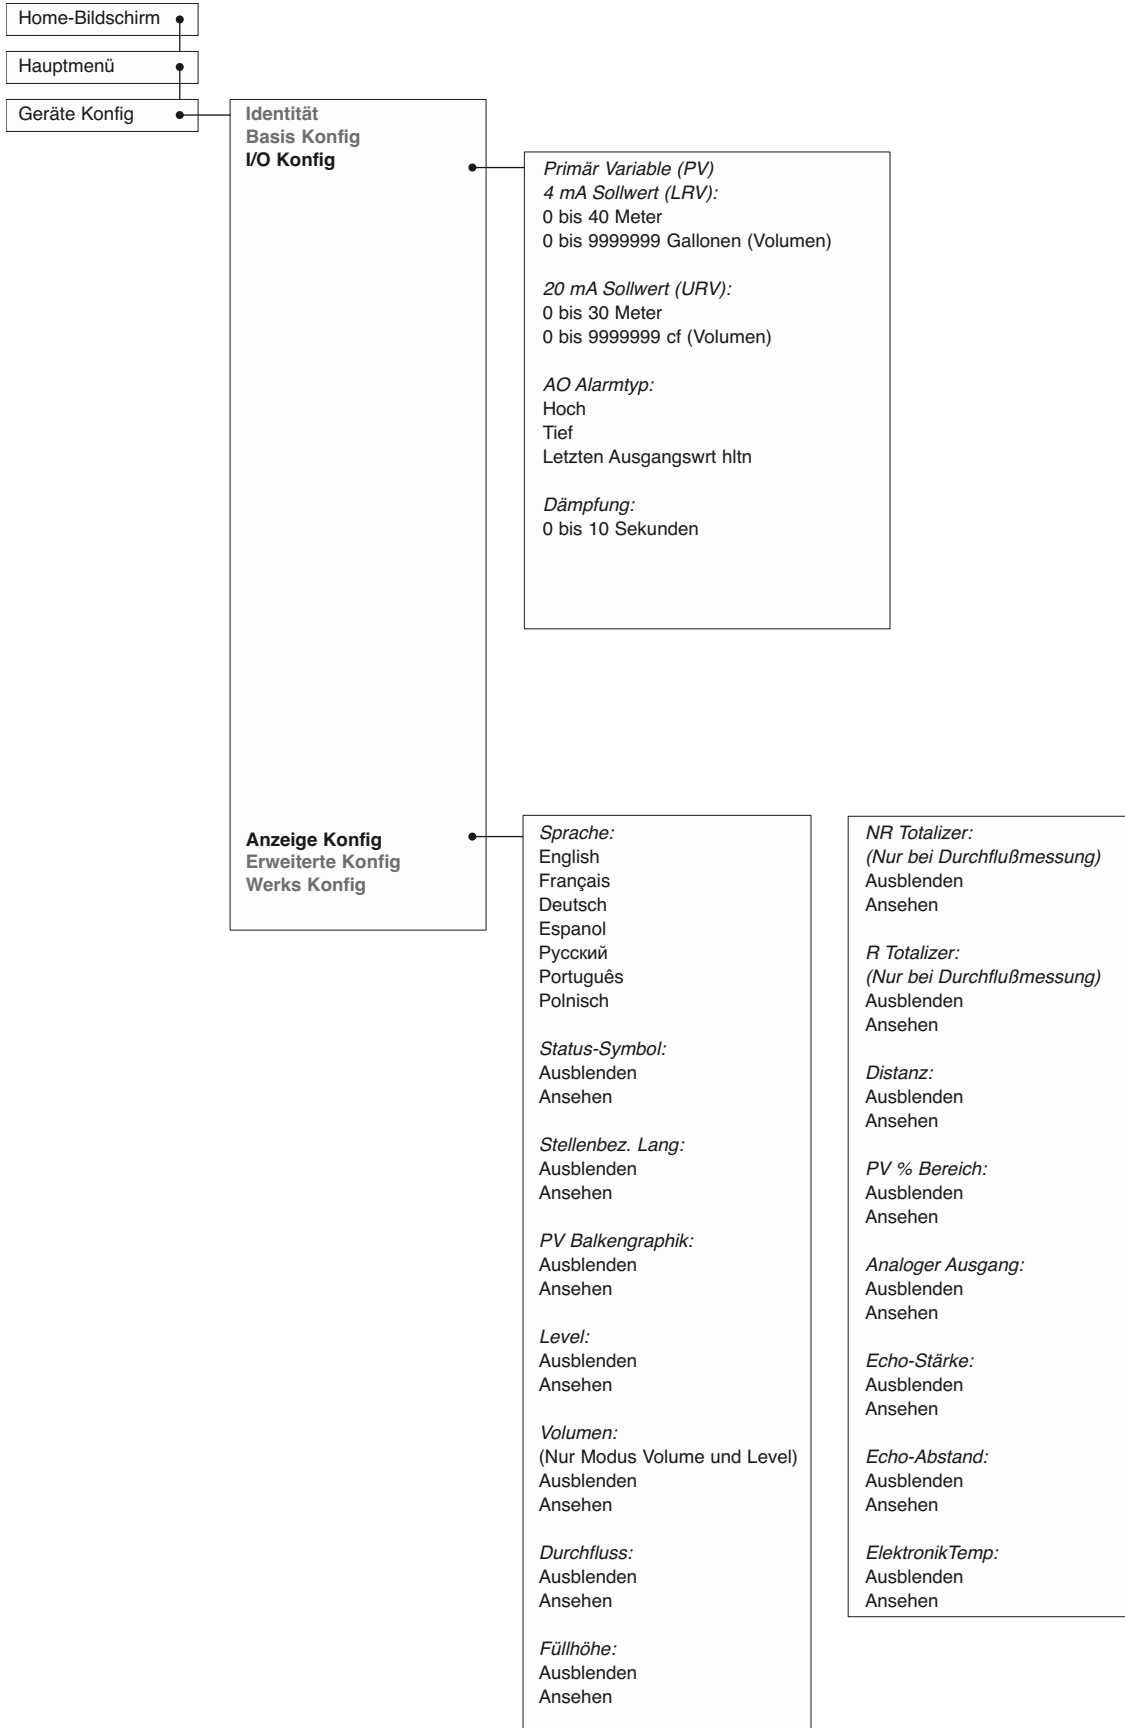 Home-Bildschirm
Hauptmenü
Geräte Konfig
Identität
Basis Konfig
I/O Konfig
Primär Variable (PV)
4 mA Sollwert (LRV):
0 bis 40 Meter
0 bis 9999999 Gallonen (Volumen)
20 mA Sollwert (URV):
0 bis 30 Meter
0 bis 9999999 cf (Volumen)
AO Alarmtyp:
Hoch
Tief
Letzten Ausgangswrt hltn
Dämpfung:
0 bis 10 Sekunden
Anzeige Konfig
Erweiterte Konfig
Werks Konfig
Sprache:
English
Français
Deutsch
Espanol
Русский
Português
Polnisch
Status-Symbol:
Ausblenden
Ansehen
Stellenbez. Lang:
Ausblenden
Ansehen
PV Balkengraphik:
Ausblenden
Ansehen
Level:
Ausblenden
Ansehen
Volumen:
(Nur Modus Volume und Level)
Ausblenden
Ansehen
Durchfluss:
Ausblenden
Ansehen
Füllhöhe:
Ausblenden
Ansehen
NR Totalizer:
(Nur bei Durchflußmessung)
Ausblenden
Ansehen
R Totalizer:
(Nur bei Durchflußmessung)
Ausblenden
Ansehen
Distanz:
Ausblenden
Ansehen
PV % Bereich:
Ausblenden
Ansehen
Analoger Ausgang:
Ausblenden
Ansehen
Echo-Stärke:
Ausblenden
Ansehen
Echo-Abstand:
Ausblenden
Ansehen
ElektronikTemp:
Ausblenden
Ansehen